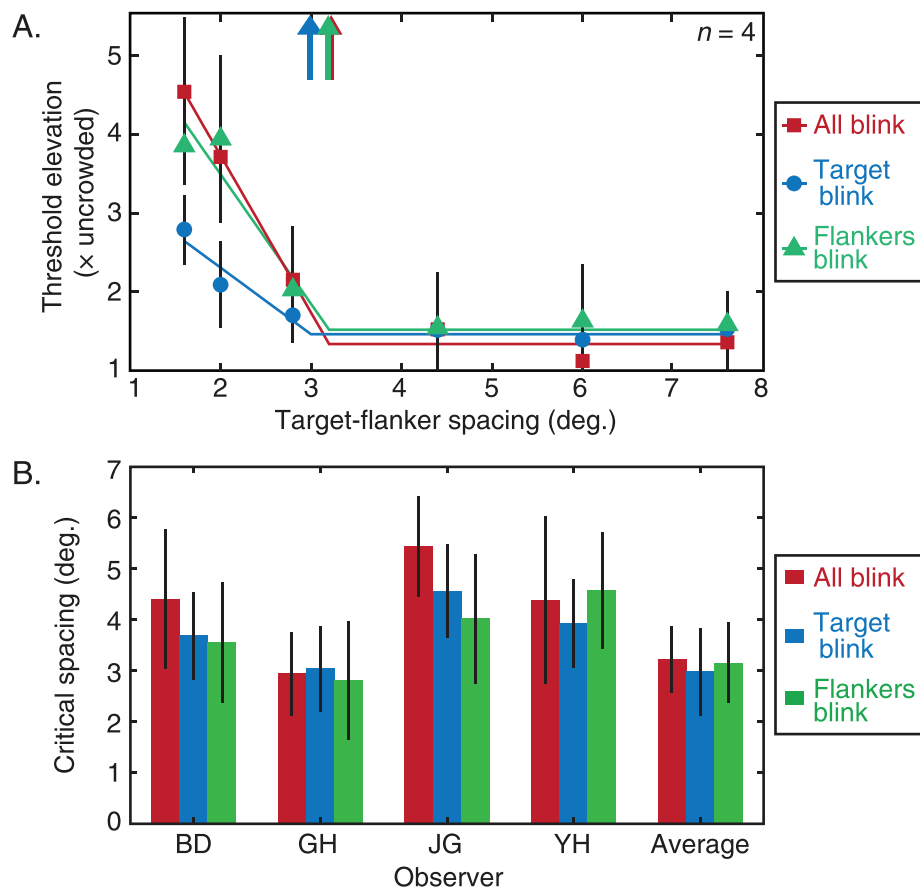 A.
n = 4
Threshold elevation
(× uncrowded)
5
4
3
2
1
1 2 3 4 5 6 7 8
Target-flanker spacing (deg.)
All blink
Target
blink
Flankers
blink
B.
Critical spacing (deg.)
7
6
5
4
3
2
1
0
BD GH JG YH Average
Observer
All blink
Target
blink
Flankers
blink